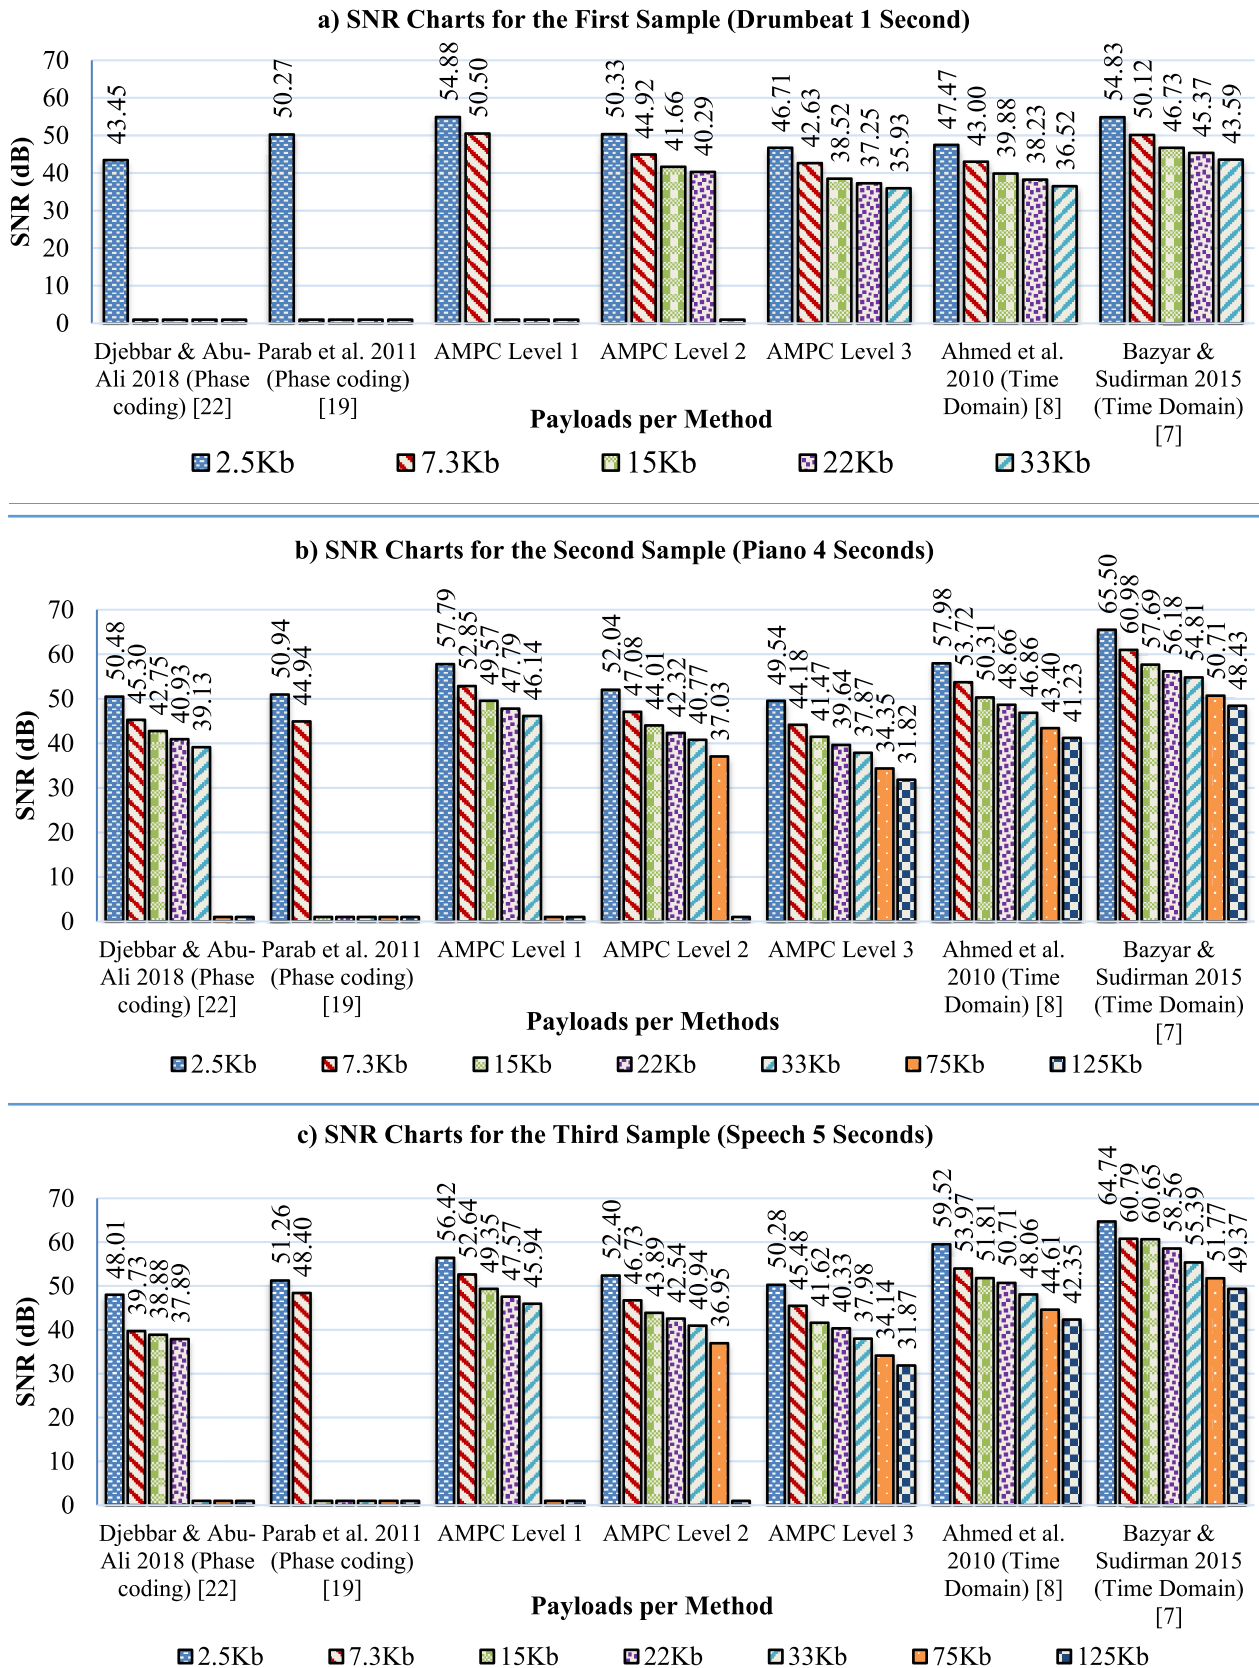 a) SNR Charts for the First Sample (Drumbeat 1 Second)
70
60
50
40
30
20
10
0
SNR (dB)
43.45
50.27
54.88
50.50
50.33
44.92
41.66
40.29
46.71
42.63
38.52
37.25
35.93
47.47
43.00
39.88
38.23
36.52
54.83
50.12
46.73
45.37
43.59
Djebbar & Abu-
Ali 2018 (Phase
coding) [22]
Parab et al. 2011
(Phase coding)
[19]
AMPC Level 1
AMPC Level 2
AMPC Level 3
Ahmed et al.
2010 (Time
Domain) [8]
Bazyar &
Sudirman 2015
(Time Domain)
[7]
Payloads per Method
2.5Kb 7.3Kb 15Kb 22Kb 33Kb
b) SNR Charts for the Second Sample (Piano 4 Seconds)
70
60
50
40
30
20
10
0
SNR (dB)
50.48
45.30
42.75
40.93
39.13
50.94
44.94
57.79
52.85
49.57
47.79
46.14
52.04
47.08
44.01
42.32
40.77
37.03
49.54
44.18
41.47
39.64
37.87
34.35
31.82
57.98
53.72
50.31
48.66
46.86
43.40
41.23
65.50
60.98
57.69
56.18
54.81
50.71
48.43
Djebbar & Abu-
Ali 2018 (Phase
coding) [22]
Parab et al. 2011
(Phase coding)
[19]
AMPC Level 1
AMPC Level 2
AMPC Level 3
Ahmed et al.
2010 (Time
Domain) [8]
Bazyar &
Sudirman 2015
(Time Domain)
[7]
Payloads per Methods
2.5Kb 7.3Kb 15Kb 22Kb 33Kb 75Kb 125Kb
c) SNR Charts for the Third Sample (Speech 5 Seconds)
70
60
50
40
30
20
10
0
SNR (dB)
48.01
39.73
38.88
37.89
51.26
48.40
56.42
52.64
49.35
47.57
45.94
52.40
46.73
43.89
42.54
40.94
36.95
50.28
45.48
41.62
40.33
37.98
34.14
31.87
59.52
53.97
51.81
50.71
48.06
44.61
42.35
64.74
60.79
60.65
58.56
55.39
51.77
49.37
Djebbar & Abu-
Ali 2018 (Phase
coding) [22]
Parab et al. 2011
(Phase coding)
[19]
AMPC Level 1
AMPC Level 2
AMPC Level 3
Ahmed et al.
2010 (Time
Domain) [8]
Bazyar &
Sudirman 2015
(Time Domain)
[7]
Payloads per Method
2.5Kb 7.3Kb 15Kb 22Kb 33Kb 75Kb 125Kb